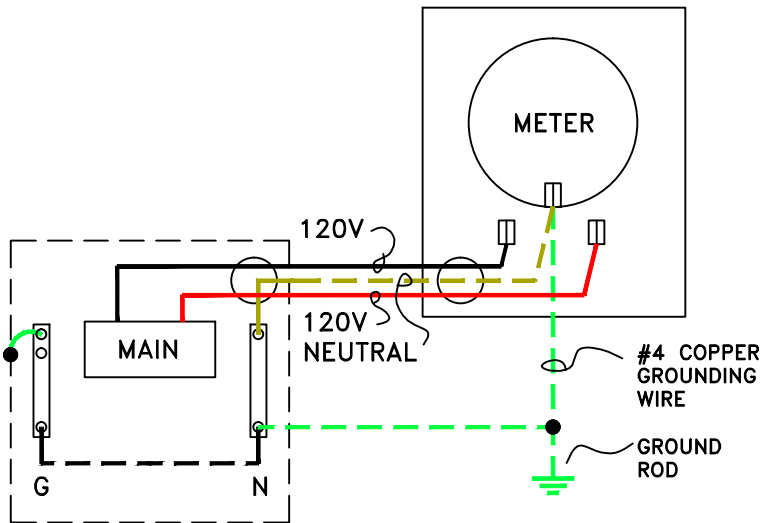 METER
120V
120V
NEUTRAL
MAIN
#4 COPPER
GROUNDING
WIRE
GROUND
ROD
G
N